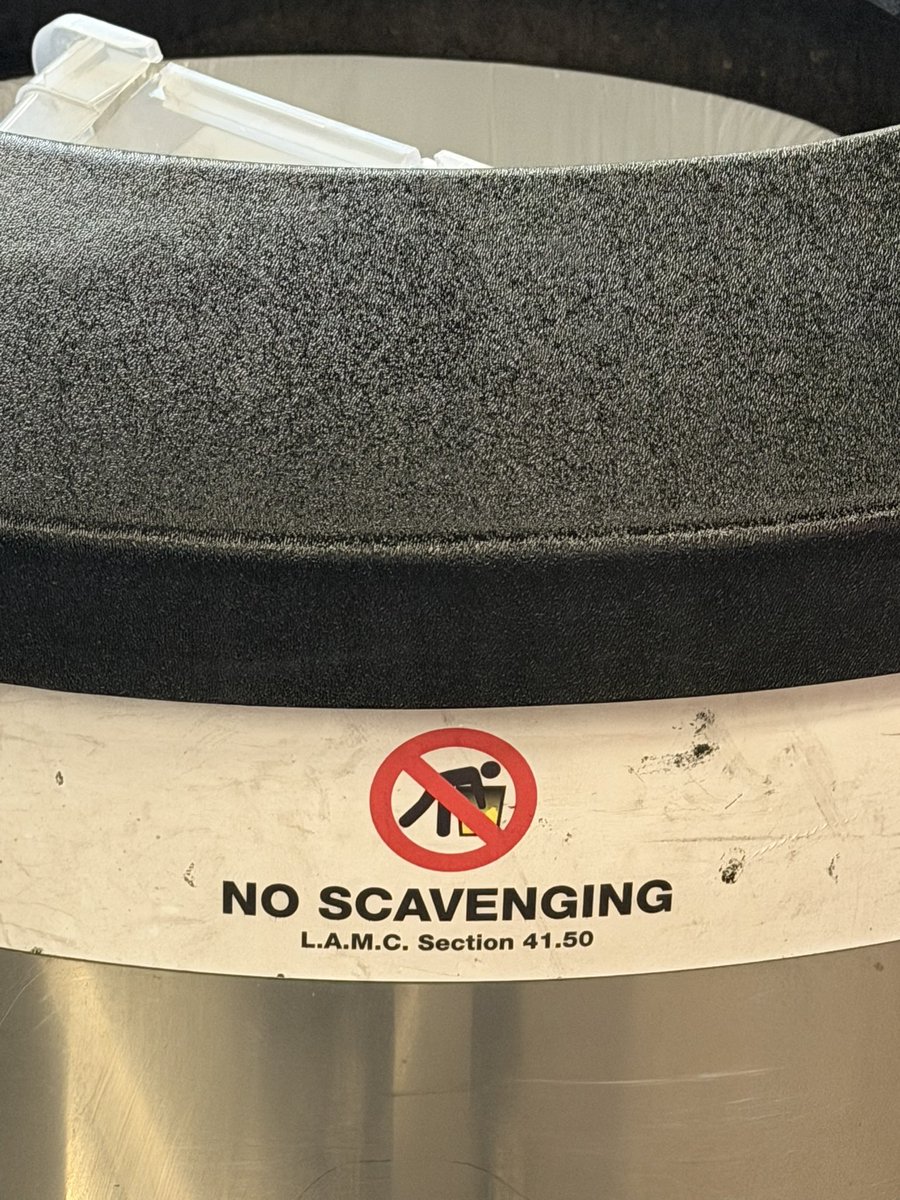 NO SCAVENGING
L.A.M.C. Section 41.50